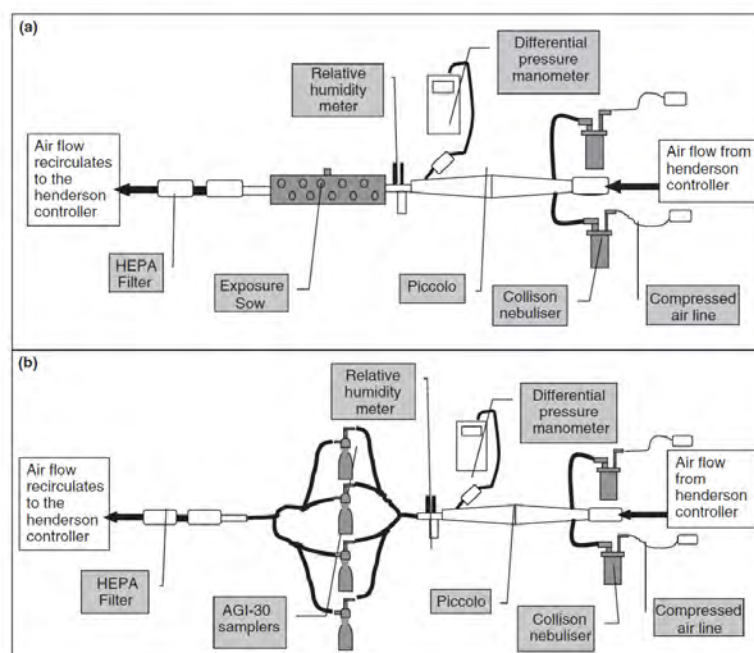 (a)
Differential
pressure
manometer
Relative
humidity
meter
Air flow
recirculates
to the
henderson
controller
Air flow from
henderson
controller
HEPA
Filter
Exposure
Sow
Piccolo
Collison
nebuliser
Compressed
air line
(b)
Relative
humidity
meter
Differential
pressure
manometer
Air flow
recirculates
to the
henderson
controller
Air flow
from
henderson
controller
HEPA
Filter
AGI-30
samplers
Piccolo
Collison
nebuliser
Compressed
air line